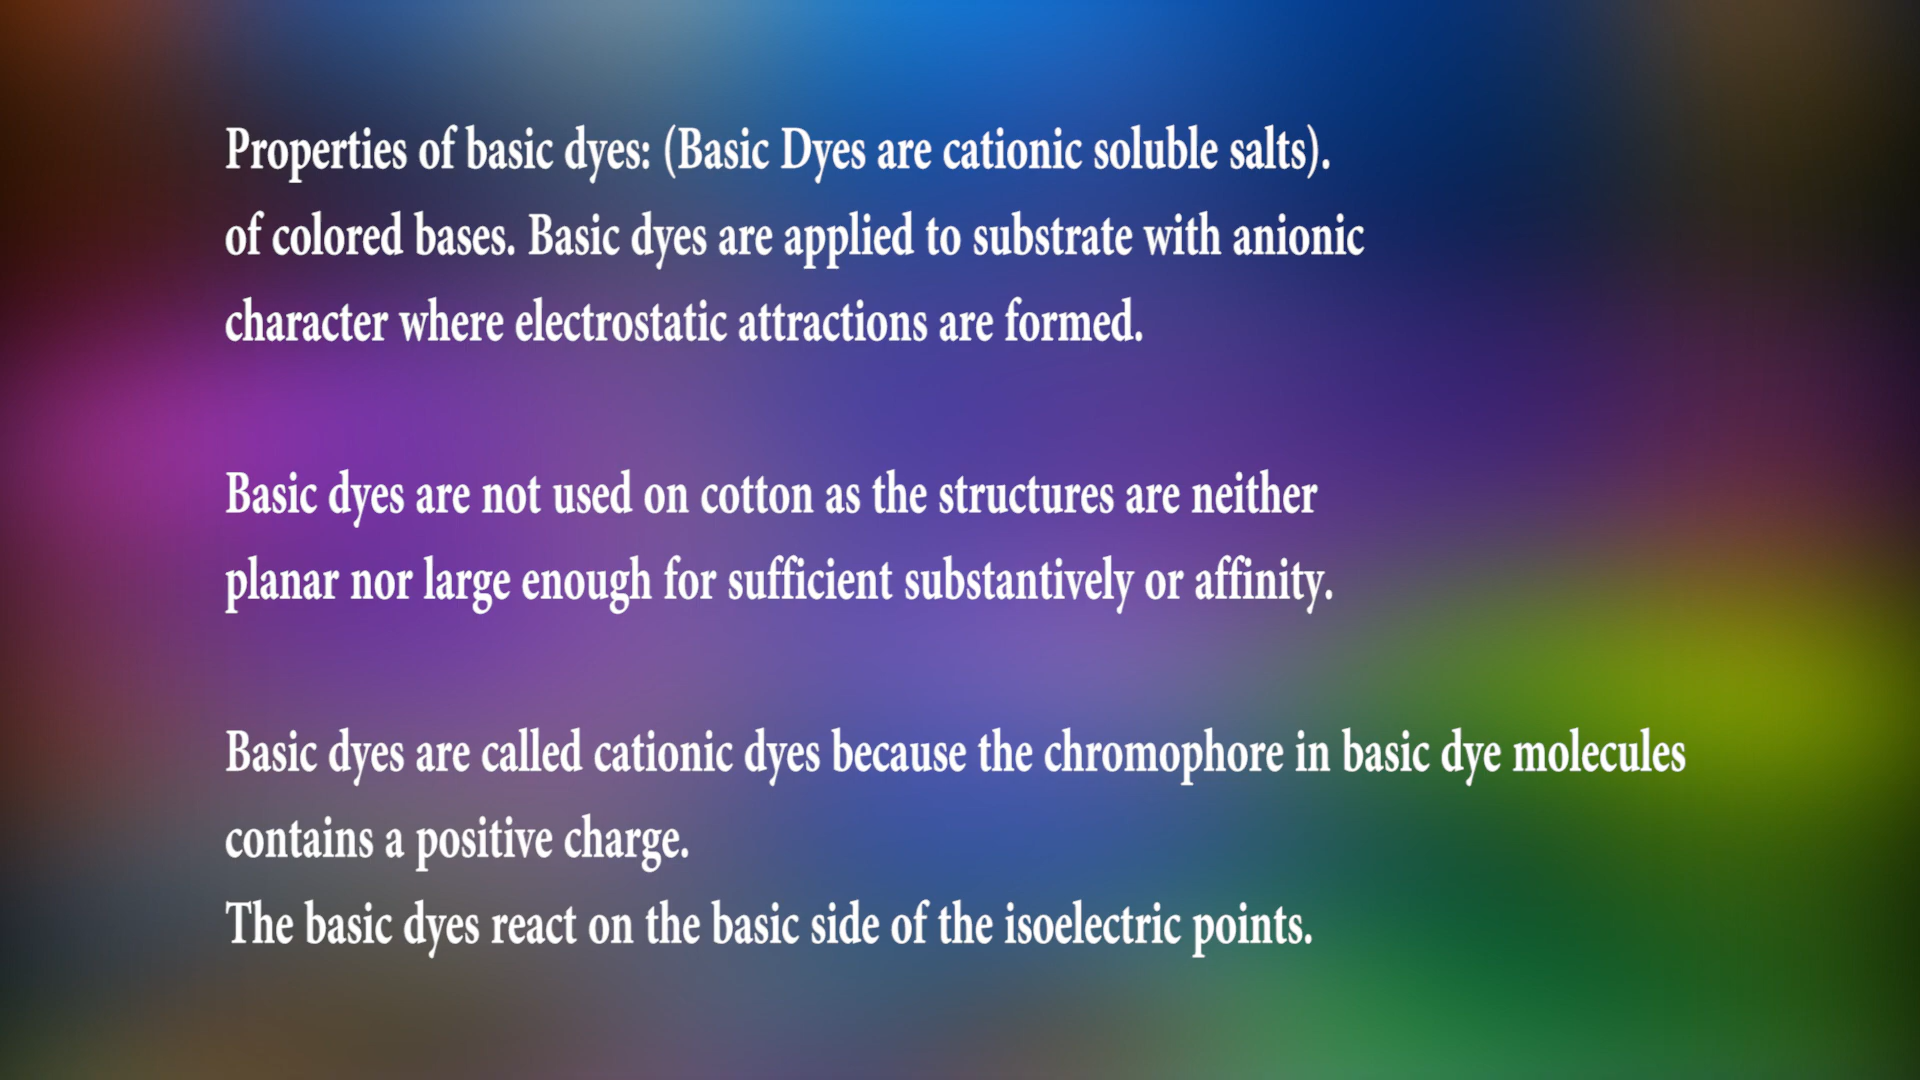 Properties of basic dyes: (Basic Dyes are cationic soluble salts).
of colored bases. Basic dyes are applied to substrate with anionic
character where electrostatic attractions are formed.
Basic dyes are not used on cotton as the structures are neither
planar nor large enough for sufficient substantively or affinity.
Basic dyes are called cationic dyes because the chromophore in basic dye molecules
contains a positive charge.
The basic dyes react on the basic side of the isoelectric points.